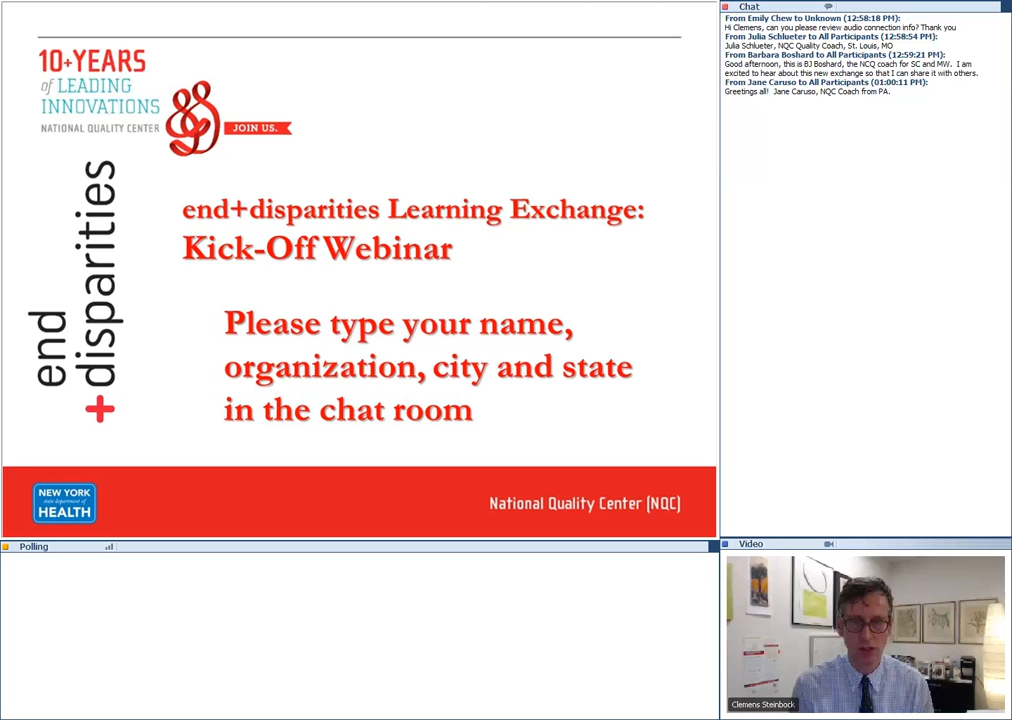 10+YEARS
of LEADING
INNOVATIONS
NATIONAL QUALITY CENTER
JOIN US.
end
+disparities
end+disparities Learning Exchange:
Kick-Off Webinar
Please type your name,
organization, city and state
in the chat room
NEW YORK
state department of
HEALTH
National Quality Center (NQC)
Polling
Chat
From Emily Chew to Unknown (12:58:18 PM):
Hi Clemens, can you please review audio connection info? Thank you
From Julia Schlueter to All Participants (12:58:54 PM):
Julia Schlueter, NQC Quality Coach, St. Louis, MO
From Barbara Boshard to All Participants (12:59:21 PM):
Good afternoon, this is BJ Boshard, the NCQ coach for SC and MW. I am
excited to hear about this new exchange so that I can share it with others.
From Jane Caruso to All Participants (01:00:11 PM):
Greetings all! Jane Caruso, NQC Coach from PA.
Video
Clemens Steinbock